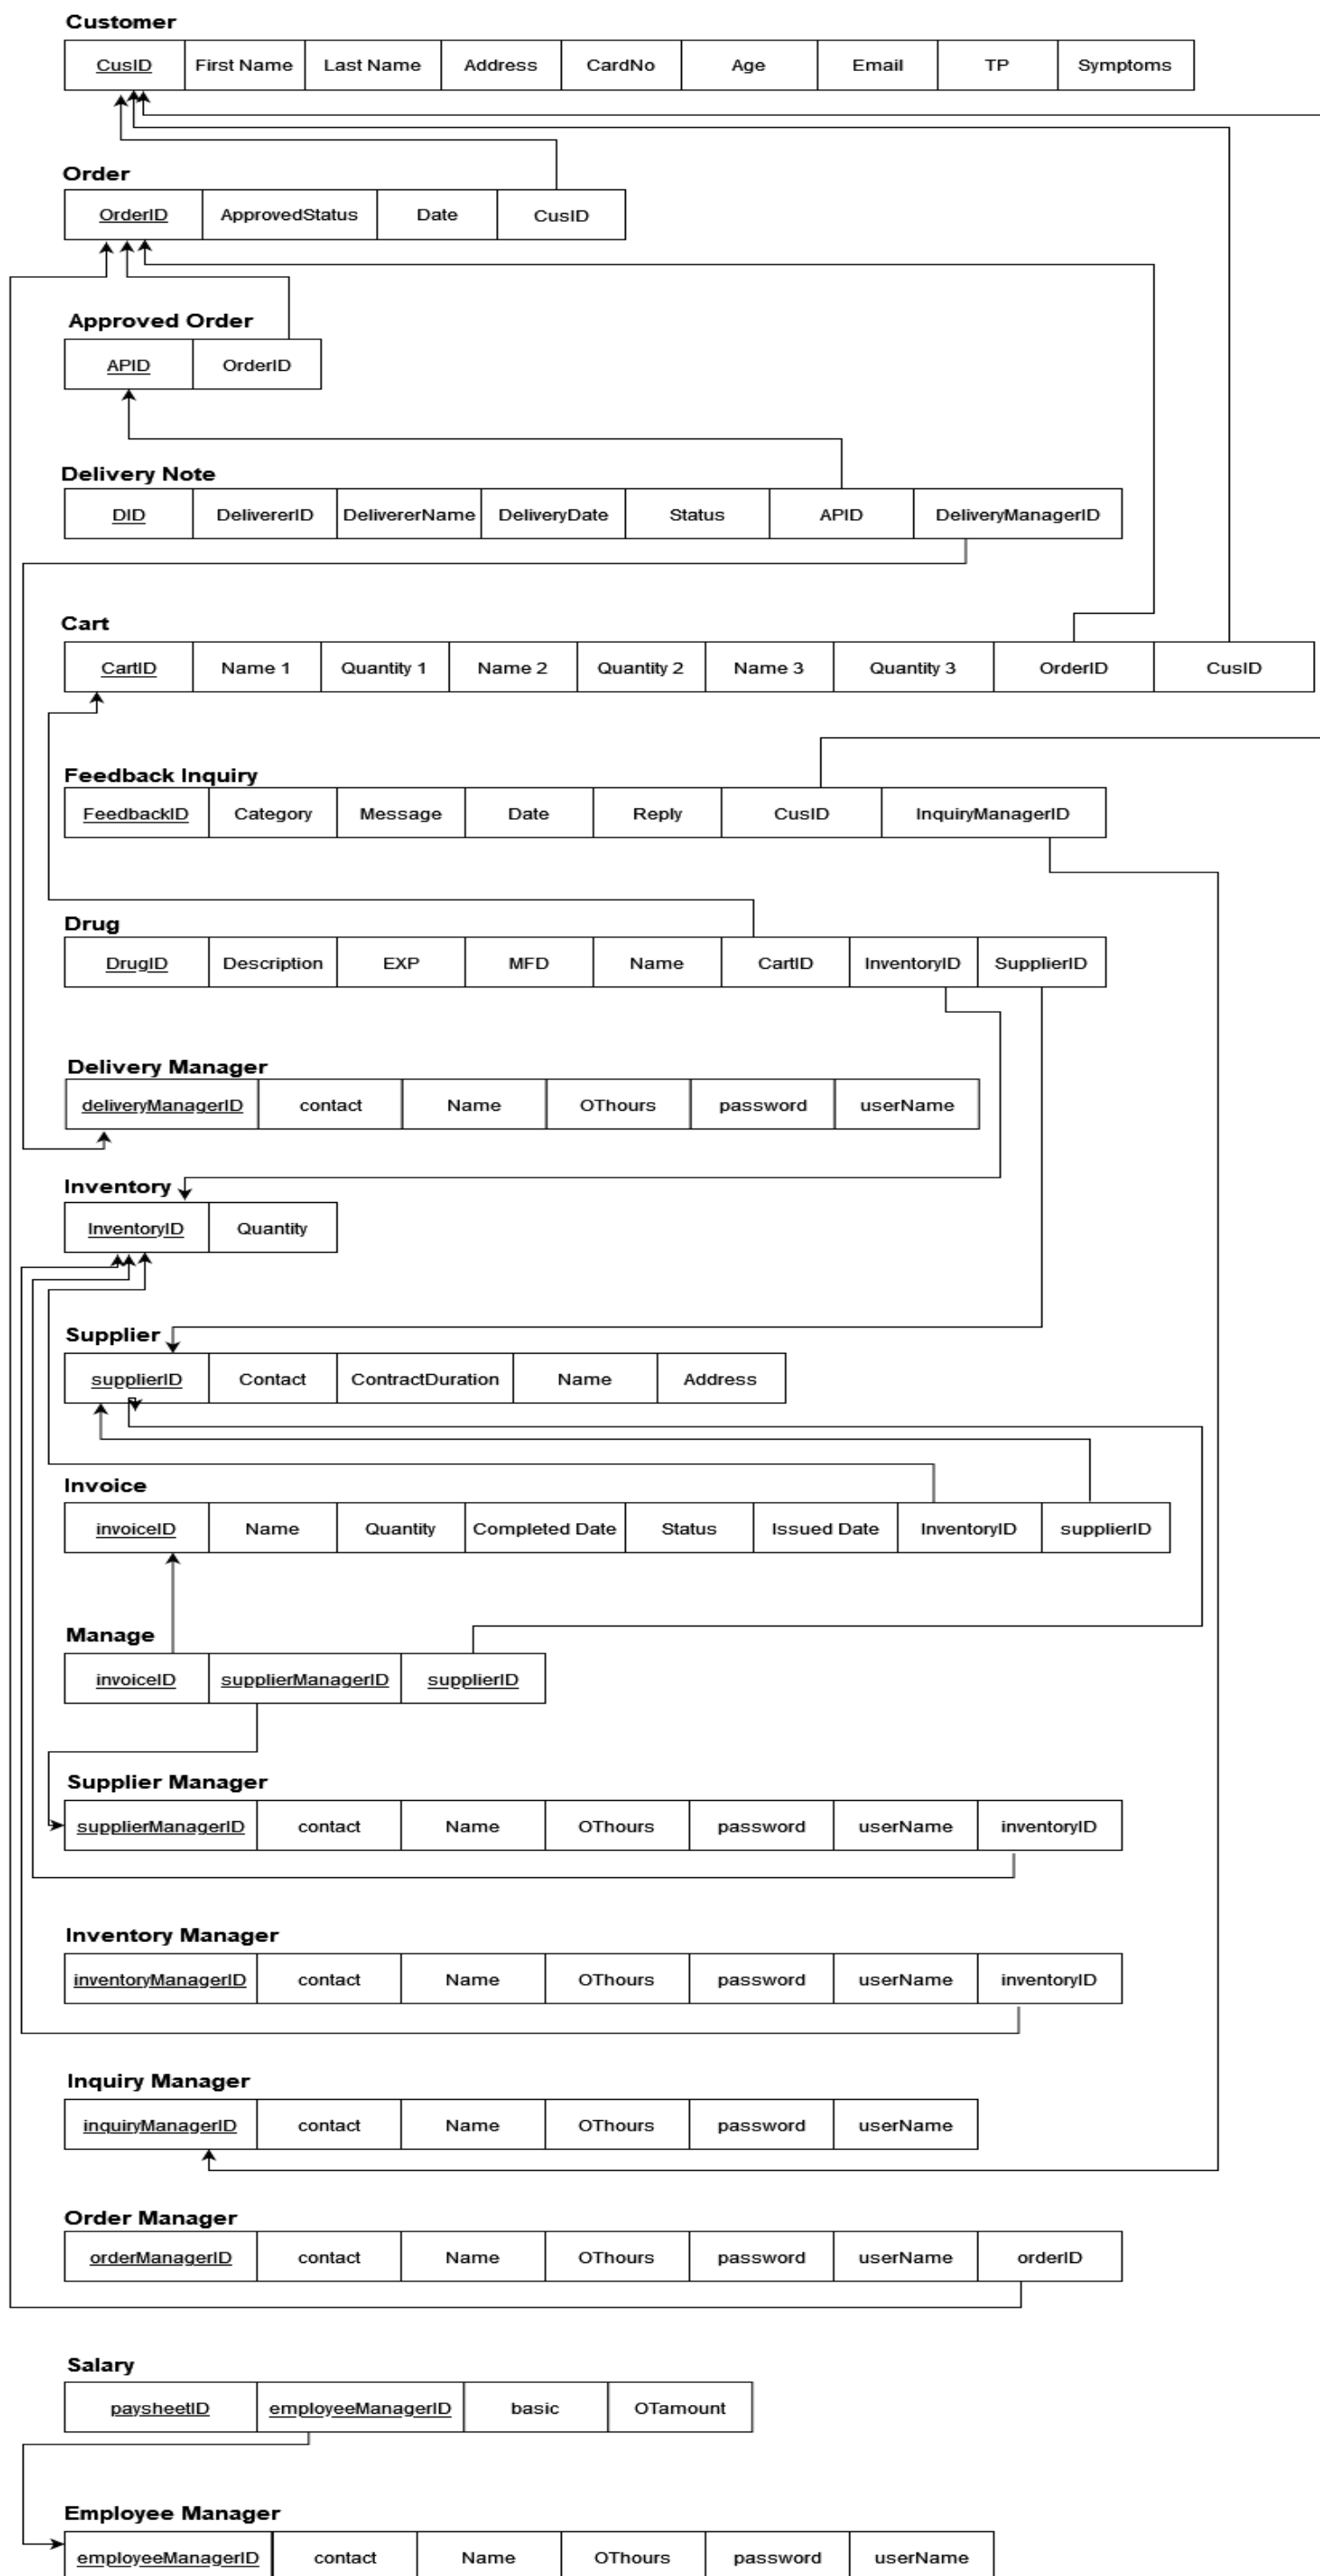 Customer
CusID First Name Last Name Address CardNo Age Email TP Symptoms
Order
OrderID ApprovedStatus Date CusID
Approved Order
APID OrderID
Delivery Note
DID DelivererID DelivererName DeliveryDate Status APID DeliveryManagerID
Cart
CartID Name 1 Quantity 1 Name 2 Quantity 2 Name 3 Quantity 3 OrderID CusID
Feedback Inquiry
FeedbackID Category Message Date Reply CusID InquiryManagerID
Drug
DrugID Description EXP MFD Name CartID InventoryID SupplierID
Delivery Manager
deliveryManagerID contact Name OThours password userName
Inventory
InventoryID Quantity
Supplier
supplierID Contact ContractDuration Name Address
Invoice
invoiceID Name Quantity Completed Date Status Issued Date InventoryID supplierID
Manage
invoiceID supplierManagerID supplierID
Supplier Manager
supplierManagerID contact Name OThours password userName inventoryID
Inventory Manager
inventoryManagerID contact Name OThours password userName inventoryID
Inquiry Manager
inquiryManagerID contact Name OThours password userName
Order Manager
orderManagerID contact Name OThours password userName orderID
Salary
paysheetID employeeManagerID basic OTamount
Employee Manager
employeeManagerID contact Name OThours password userName